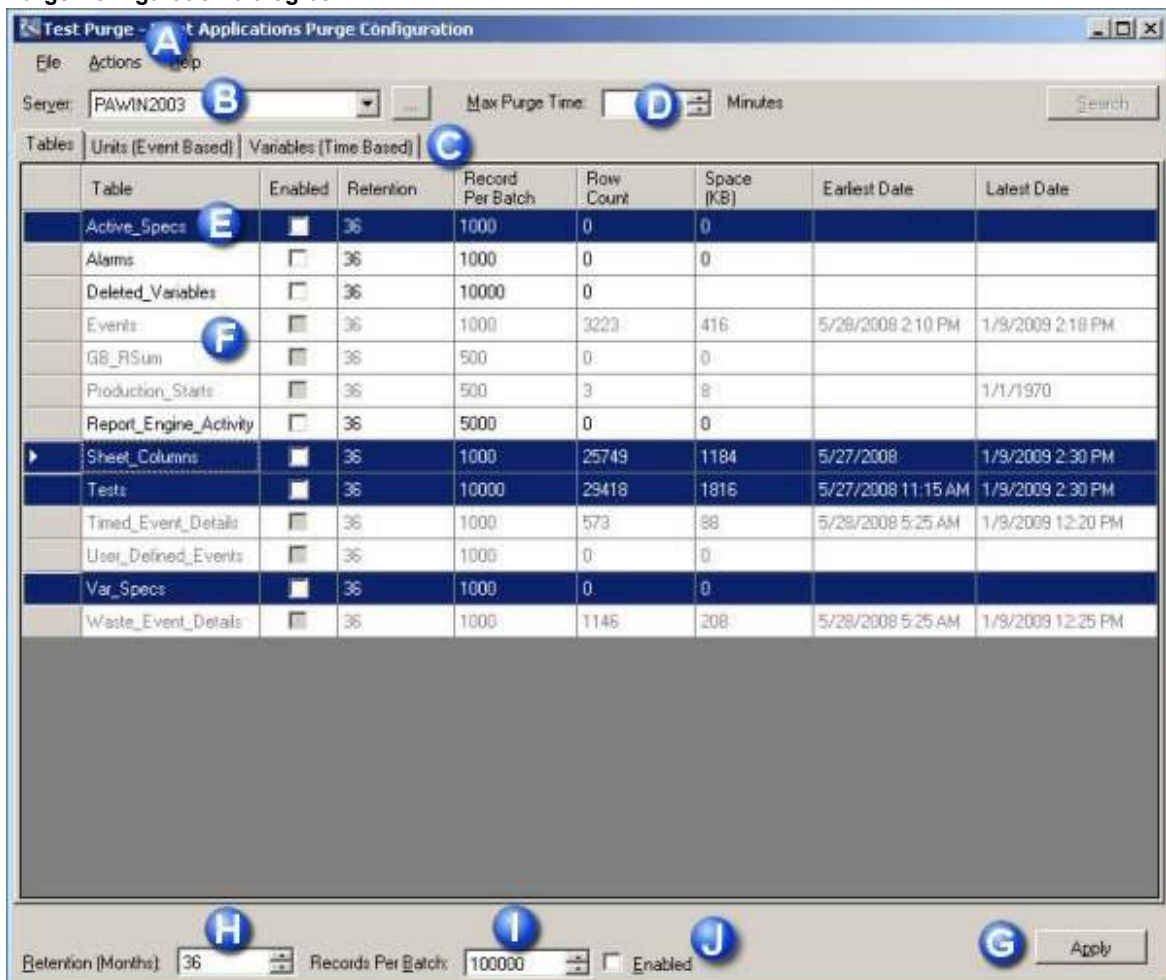 Test Purge - t Applications Purge Configuration
A
File Actions Help
Server: PAWIN2003 B ... Max Purge Time: D Minutes Search
Tables Units (Event Based) Variables (Time Based) C
Table Enabled Retention Record Per Batch Row Count Space (KB) Earliest Date Latest Date
Active_Specs E 36 1000 0 0
Alarms 36 1000 0 0
Deleted_Variables 36 10000 0
Events 36 1000 3223 416 5/28/2008 2:10 PM 1/9/2009 2:18 PM
F
GB_RSum 36 500 0 0
Production_Starts 36 500 3 8 1/1/1970
Report_Engine_Activity 36 5000 0 0
Sheet_Columns 36 1000 25749 1184 5/27/2008 1/9/2009 2:30 PM
Tests 36 10000 29418 1816 5/27/2008 11:15 AM 1/9/2009 2:30 PM
Timed_Event_Details 36 1000 573 88 5/28/2008 5:25 AM 1/9/2009 12:20 PM
User_Defined_Events 36 1000 0 0
Var_Specs 36 1000 0 0
Waste_Event_Details 36 1000 1146 208 5/28/2008 5:25 AM 1/9/2009 12:25 PM
H I J G
Retention (Months): 36 Records Per Batch: 100000 Enabled Apply